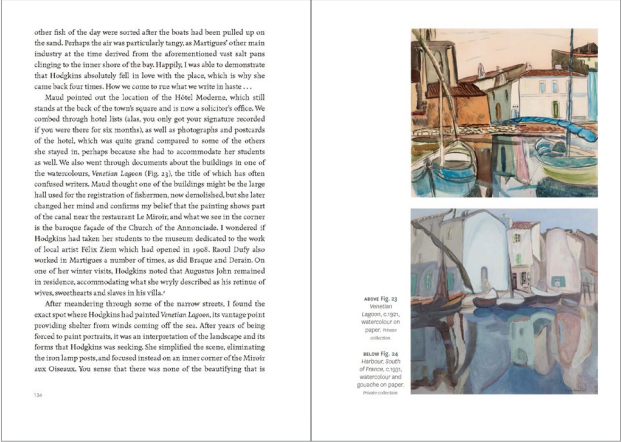 other fish of the day were sorted after the boats had been pulled up on
the sand. Perhaps the air was particularly tangy, as Martigues' other main
industry at the time derived from the aforementioned vast salt pans
clinging to the inner shore of the bay. Happily, I was able to demonstrate
that Hodgkins absolutely fell in love with the place, which is why she
came back four times. How we come to rue what we write in haste . . .
Maud pointed out the location of the Hôtel Moderne, which still
stands at the back of the town's square and is now a solicitor's office. We
combed through hotel lists (alas, you only got your signature recorded
if you were there for six months), as well as photographs and postcards
of the hotel, which was quite grand compared to some of the others
she stayed in, perhaps because she had to accommodate her students
as well. We also went through documents about the buildings in one of
the watercolours, Venetian Lagoon (Fig. 23), the title of which has often
confused writers. Maud thought one of the buildings might be the large
hall used for the registration of fishermen, now demolished, but she later
changed her mind and confirms my belief that the painting shows part
of the canal near the restaurant Le Miroir, and what we see in the corner
is the baroque façade of the Church of the Annonciade. I wondered if
Hodgkins had taken her students to the museum dedicated to the work
of local artist Félix Ziem which had opened in 1908. Raoul Dufy also
worked in Martigues a number of times, as did Braque and Derain. On
one of her winter visits, Hodgkins noted that Augustus John remained
in residence, accommodating what she wryly described as his retinue of
wives, sweethearts and slaves in his villa.
After meandering through some of the narrow streets, I found the
exact spot where Hodgkins had painted Venetian Lagoon, its vantage point
providing shelter from winds coming off the sea. After years of being
forced to paint portraits, it was an interpretation of the landscape and its
forms that Hodgkins was seeking. She simplified the scene, eliminating
the iron lamp posts, and focused instead on an inner corner of the Miroir
aux Oiseaux. You sense that there was none of the beautifying that is
134
ABOVE Fig. 23
Venetian
Lagoon, c.1921,
watercolour on
paper. Private
collection.
BELOW Fig. 24
Harbour, South
of France, c.1931,
watercolour and
gouache on paper.
Private collection.